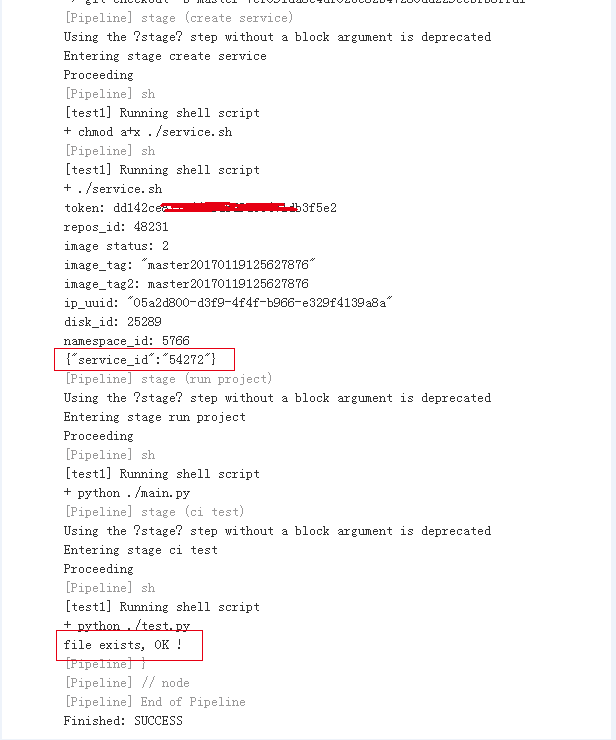 [Pipeline] stage (create service)
Using the ?stage? step without a block argument is deprecated
Entering stage create service
Proceeding
[Pipeline] sh
[test1] Running shell script
+ chmod a+x ./service.sh
[Pipeline] sh
[test1] Running shell script
+ ./service.sh
token: dd142ce db3f5e2
repos_id: 48231
image status: 2
image_tag: "master20170119125627876"
image_tag2: master20170119125627876
ip_uuid: "05a2d800-d3f9-4f4f-b966-e329f4139a8a"
disk_id: 25289
namespace_id: 5766
{"service_id":"54272"}
[Pipeline] stage (run project)
Using the ?stage? step without a block argument is deprecated
Entering stage run project
Proceeding
[Pipeline] sh
[test1] Running shell script
+ python ./main.py
[Pipeline] stage (ci test)
Using the ?stage? step without a block argument is deprecated
Entering stage ci test
Proceeding
[Pipeline] sh
[test1] Running shell script
+ python ./test.py
file exists, OK !
[Pipeline] }
[Pipeline] // node
[Pipeline] End of Pipeline
Finished: SUCCESS